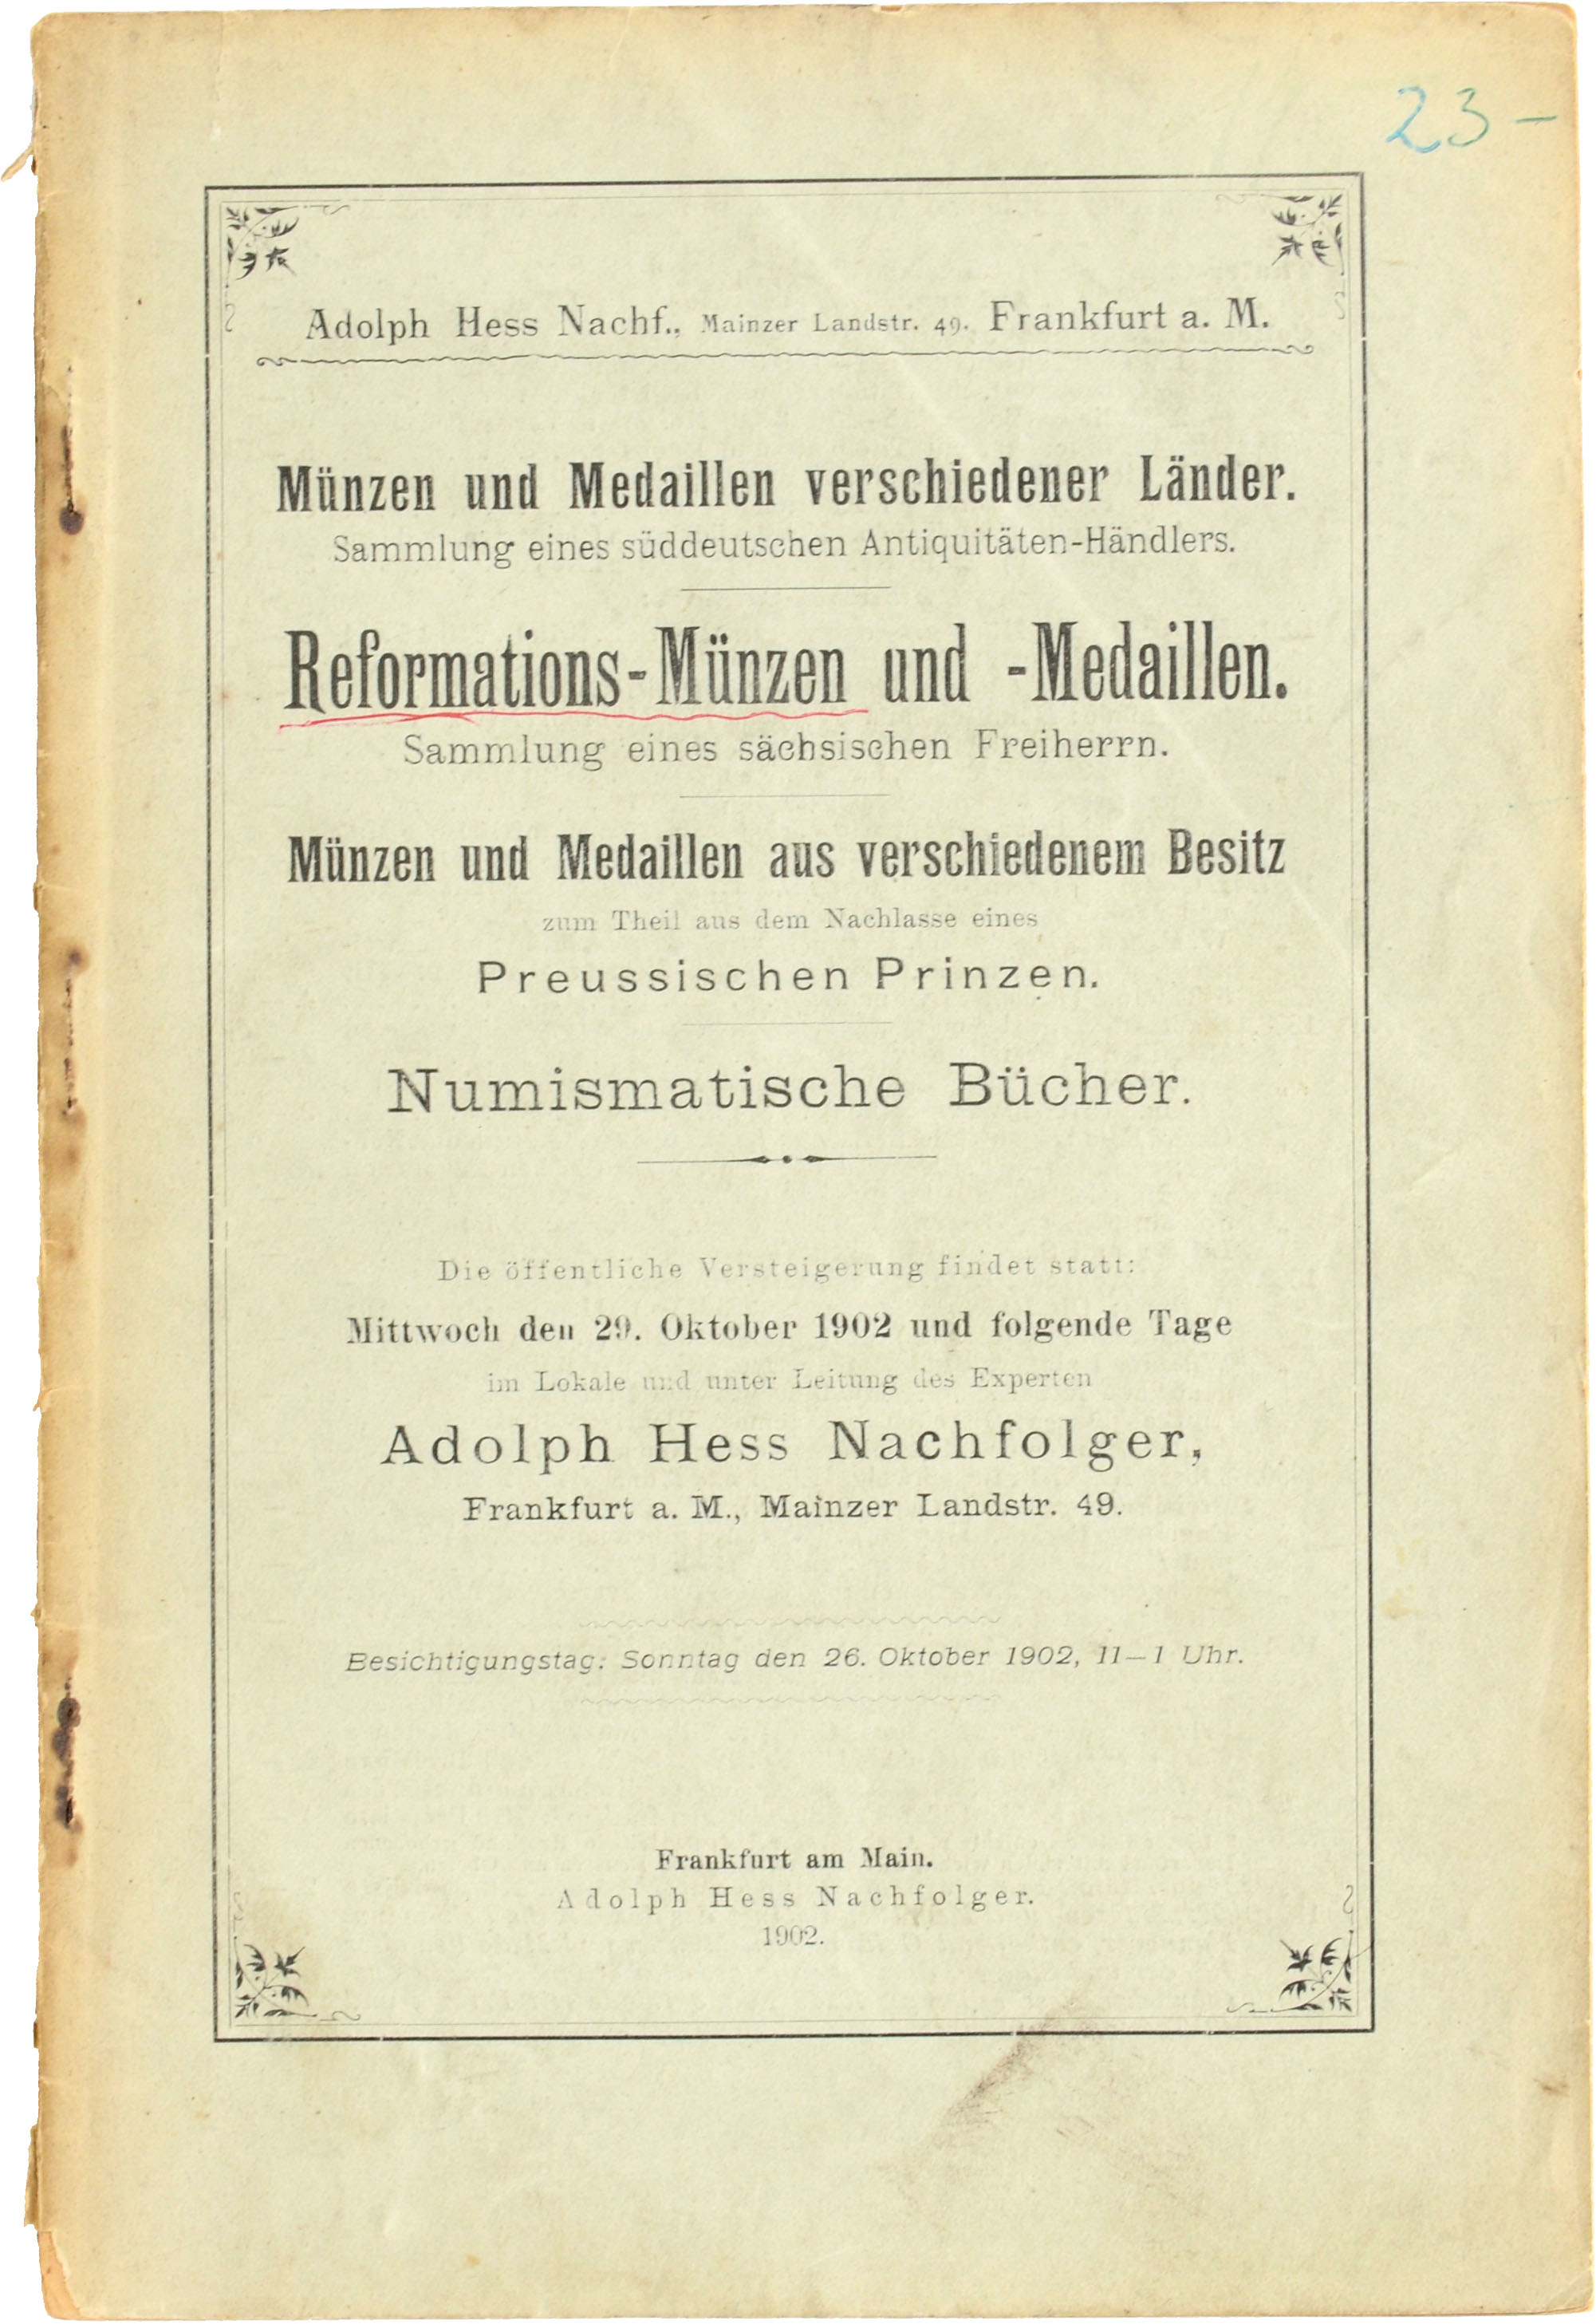 23-
Adolph Hess Nachf., Mainzer Landstr. 49. Frankfurt a. M.
Münzen und Medaillen verschiedener Länder.
Sammlung eines süddeutschen Antiquitäten-Händlers.
Reformations-Münzen und -Medaillen.
Sammlung eines sächsischen Freiherrn.
Münzen und Medaillen aus verschiedenem Besitz
zum Theil aus dem Nachlasse eines
Preussischen Prinzen.
Numismatische Bücher.
Die öffentliche Versteigerung findet statt:
Mittwoch den 29. Oktober 1902 und folgende Tage
im Lokale und unter Leitung des Experten
Adolph Hess Nachfolger,
Frankfurt a. M., Mainzer Landstr. 49.
Besichtigungstag: Sonntag den 26. Oktober 1902, 11–1 Uhr.
Frankfurt am Main.
Adolph Hess Nachfolger.
1902.